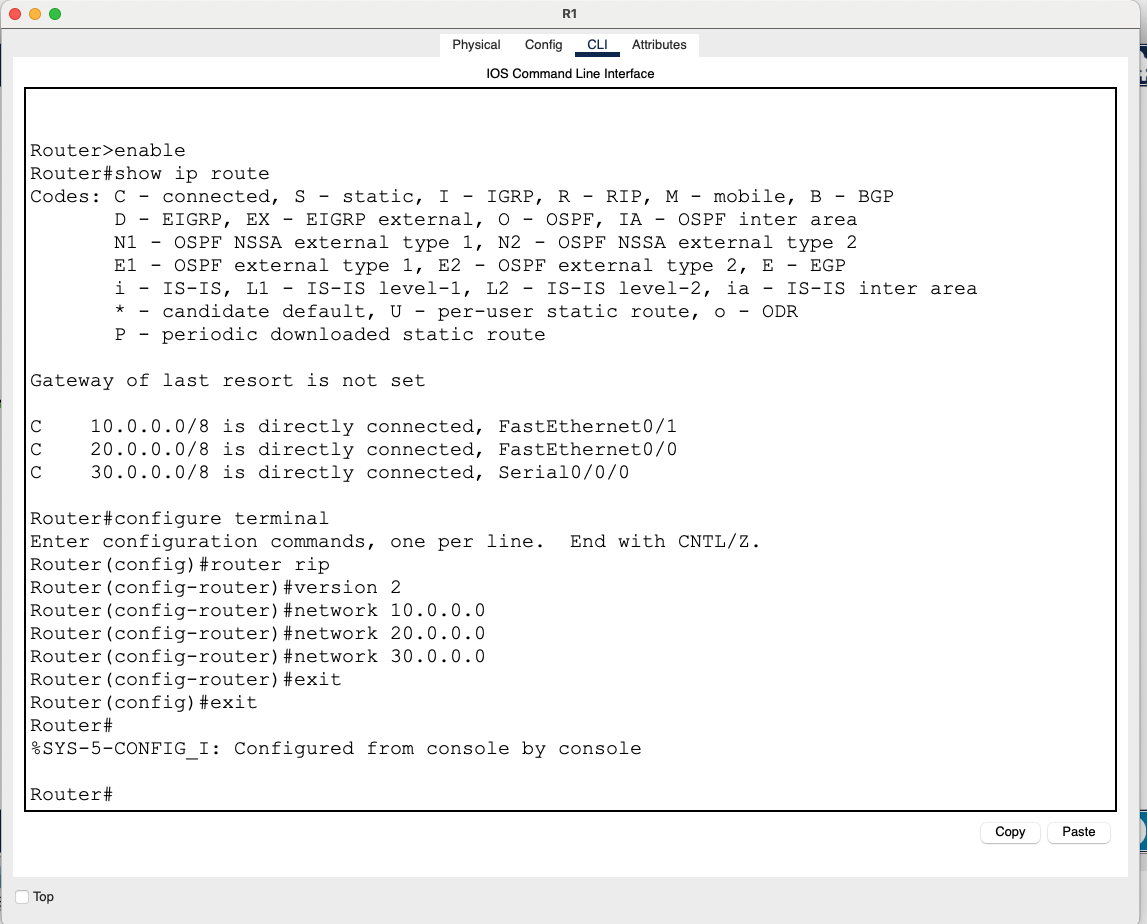 R1
Physical Config CLI Attributes
IOS Command Line Interface
Router>enable
Router#show ip route
Codes: C - connected, S - static, I - IGRP, R - RIP, M - mobile, B - BGP
       D - EIGRP, EX - EIGRP external, O - OSPF, IA - OSPF inter area
       N1 - OSPF NSSA external type 1, N2 - OSPF NSSA external type 2
       E1 - OSPF external type 1, E2 - OSPF external type 2, E - EGP
       i - IS-IS, L1 - IS-IS level-1, L2 - IS-IS level-2, ia - IS-IS inter area
       * - candidate default, U - per-user static route, o - ODR
       P - periodic downloaded static route
Gateway of last resort is not set
C    10.0.0.0/8 is directly connected, FastEthernet0/1
C    20.0.0.0/8 is directly connected, FastEthernet0/0
C    30.0.0.0/8 is directly connected, Serial0/0/0
Router#configure terminal
Enter configuration commands, one per line.  End with CNTL/Z.
Router(config)#router rip
Router(config-router)#version 2
Router(config-router)#network 10.0.0.0
Router(config-router)#network 20.0.0.0
Router(config-router)#network 30.0.0.0
Router(config-router)#exit
Router(config)#exit
Router#
%SYS-5-CONFIG_I: Configured from console by console
Router#
Copy Paste
Top